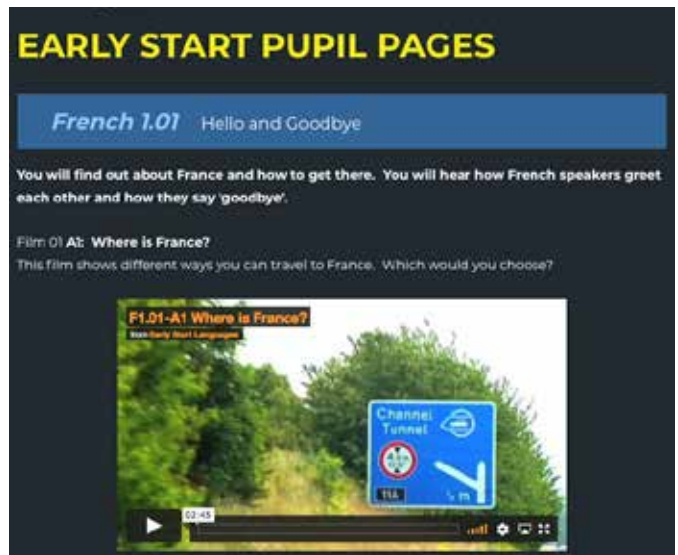 EARLY START PUPIL PAGES
French 1.01 Hello and Goodbye
You will find out about France and how to get there. You will hear how French speakers greet
each other and how they say 'goodbye'.
Film 01 A1: Where is France?
This film shows different ways you can travel to France. Which would you choose?
F1.01-A1 Where is France?
from Early Start Languages
Channel
Tunnel
11A
m
02:45